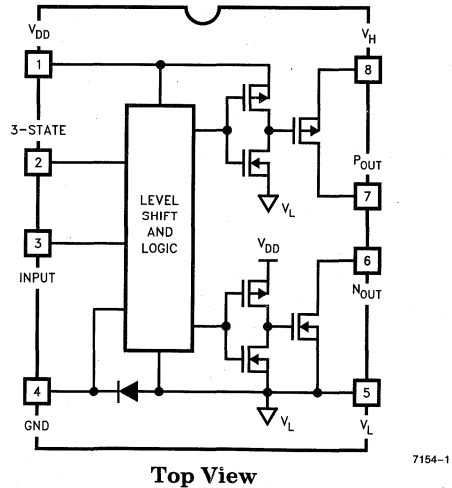 VDD
VH
1
8
3-STATE
2
POUT
7
LEVEL
SHIFT
AND
LOGIC
VL
3
INPUT
VDD
6
NOUT
4
GND
VL
5
VL
7154-1
Top View